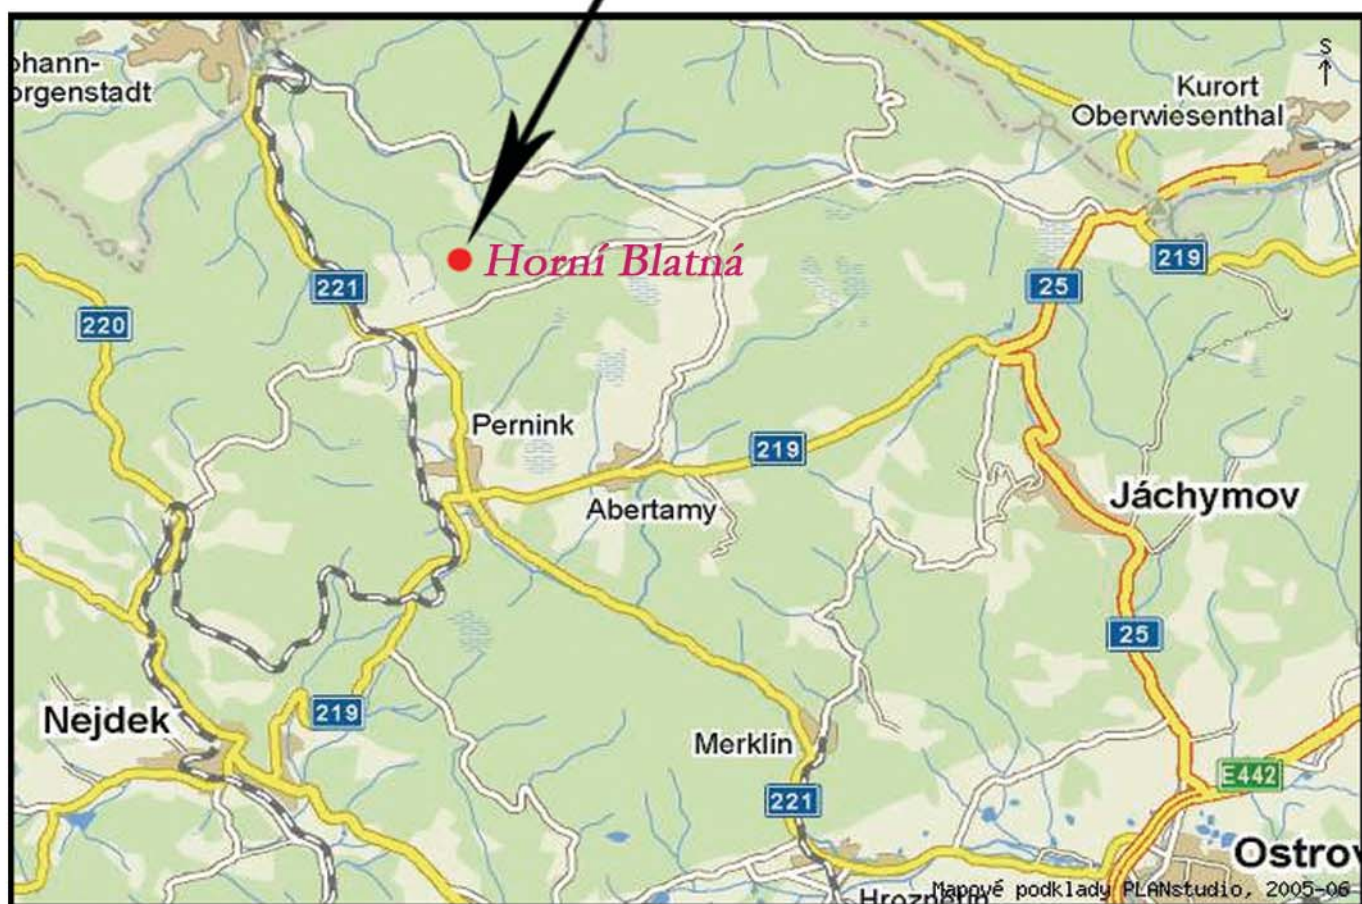 S
ohann-
orgenstadt
Kurort
Oberwiesenthal
Horní Blatná
219
25
221
220
Pernink
219
Abertamy
Jáchymov
25
Nejdek
219
Merklín
221
E442
Ostrov
Hroznětín
Mapové podklady PLANstudio, 2005-06